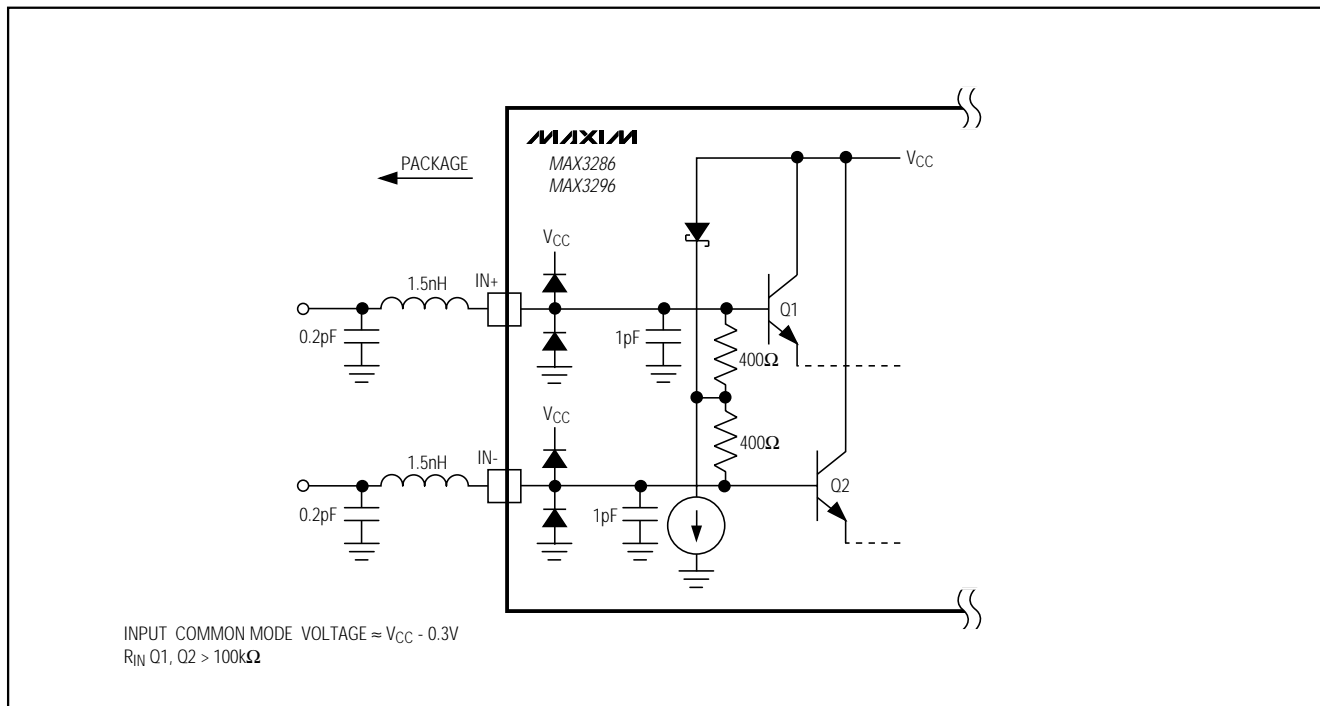 MAXIM
MAX3286
MAX3296
PACKAGE
VCC
VCC
1.5nH
IN+
Q1
0.2pF
1pF
400Ω
VCC
400Ω
1.5nH
IN-
Q2
0.2pF
1pF
INPUT COMMON MODE VOLTAGE ≈ VCC - 0.3V
RIN Q1, Q2 > 100kΩ